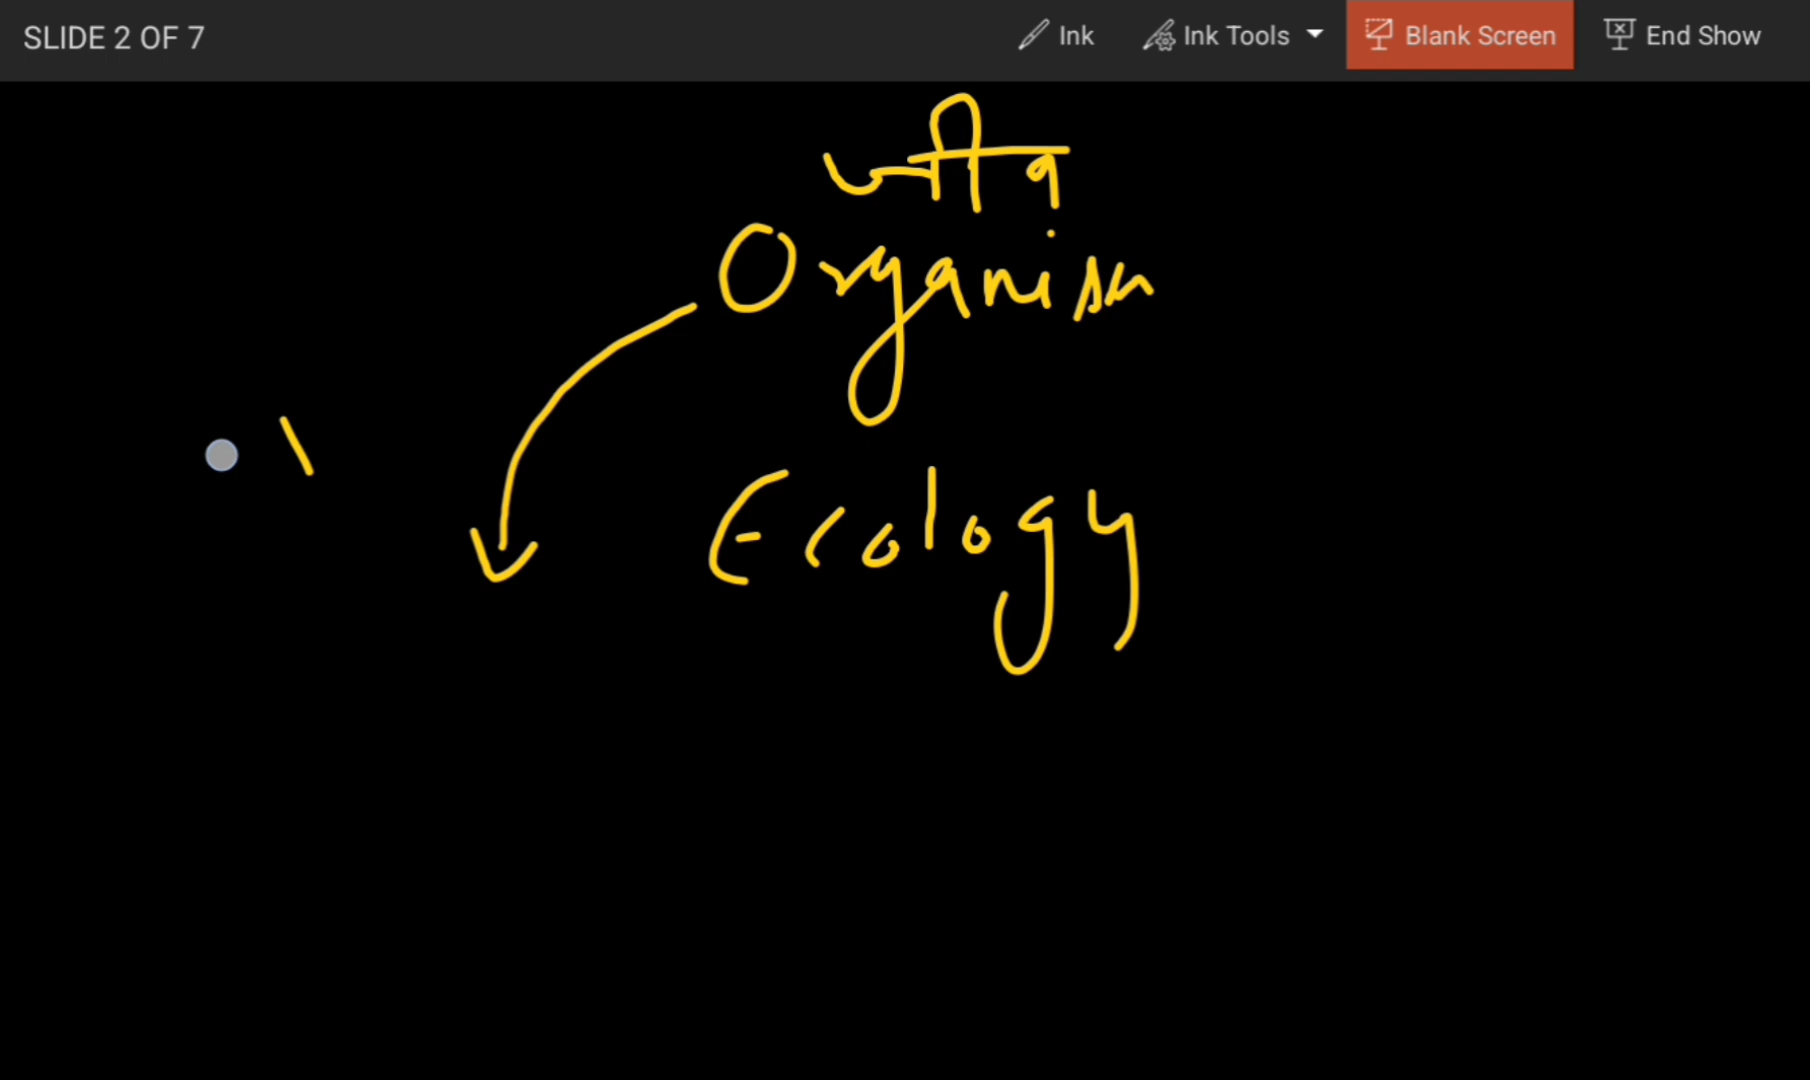 SLIDE 2 OF 7
Ink
Ink Tools
Blank Screen
End Show
जीव
Organism
Ecology